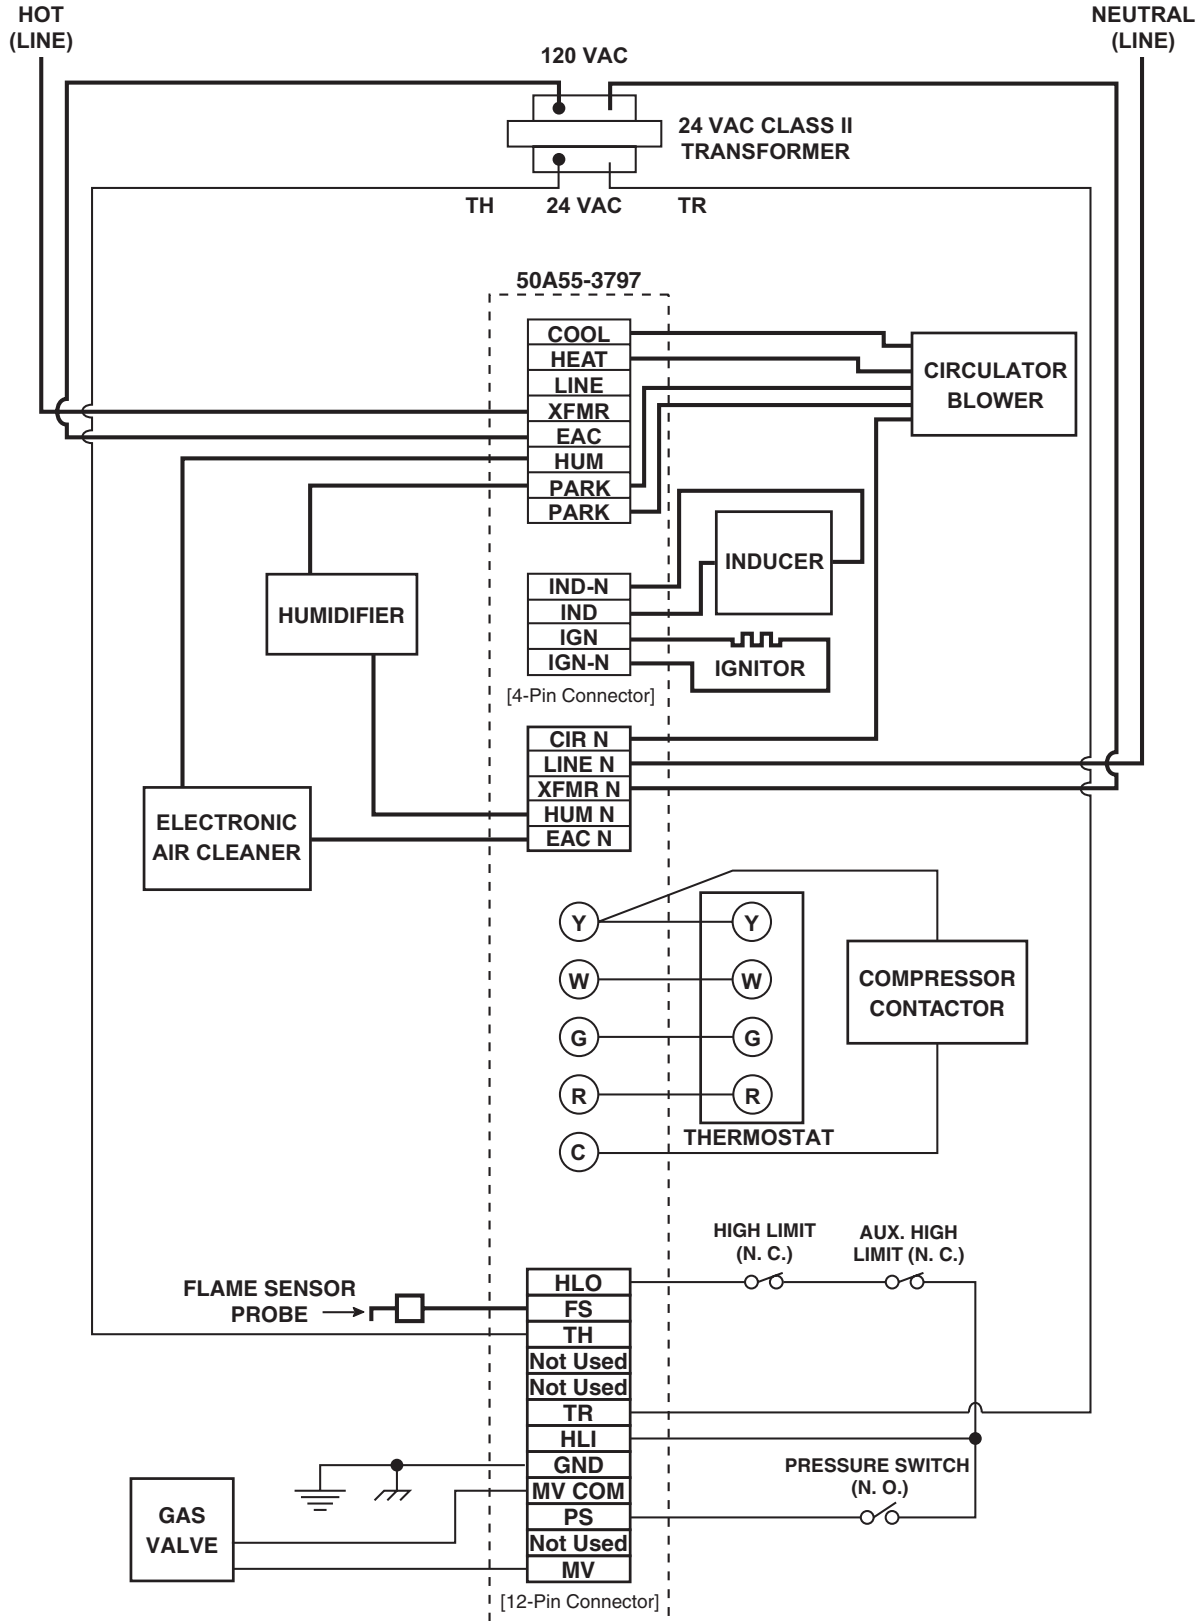 HOT
(LINE)
NEUTRAL
(LINE)
120 VAC
24 VAC CLASS II
TRANSFORMER
TH
24 VAC
TR
50A55-3797
COOL
HEAT
LINE
XFMR
EAC
HUM
PARK
PARK
CIRCULATOR
BLOWER
IND-N
IND
IGN
IGN-N
[4-Pin Connector]
INDUCER
IGNITOR
HUMIDIFIER
CIR N
LINE N
XFMR N
HUM N
EAC N
ELECTRONIC
AIR CLEANER
Y
W
G
R
C
Y
W
G
R
THERMOSTAT
COMPRESSOR
CONTACTOR
HIGH LIMIT
(N. C.)
AUX. HIGH
LIMIT (N. C.)
FLAME SENSOR
PROBE
HLO
FS
TH
Not Used
Not Used
TR
HLI
GND
MV COM
PS
Not Used
MV
[12-Pin Connector]
PRESSURE SWITCH
(N. O.)
GAS
VALVE